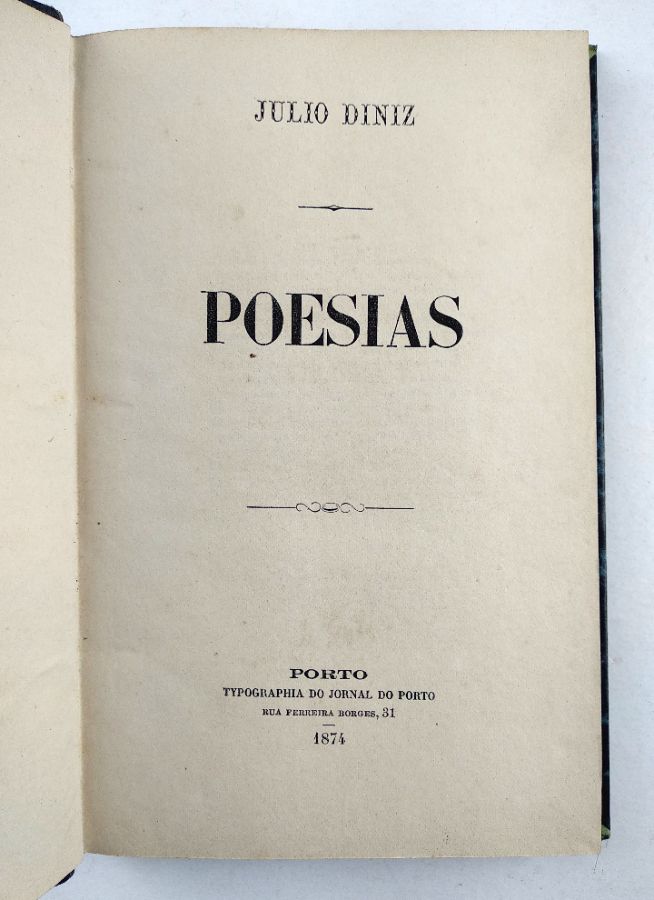 JULIO DINIZ
POESIAS
PORTO
TYPOGRAPHIA DO JORNAL DO PORTO
RUA FERREIRA BORGES, 31
1874